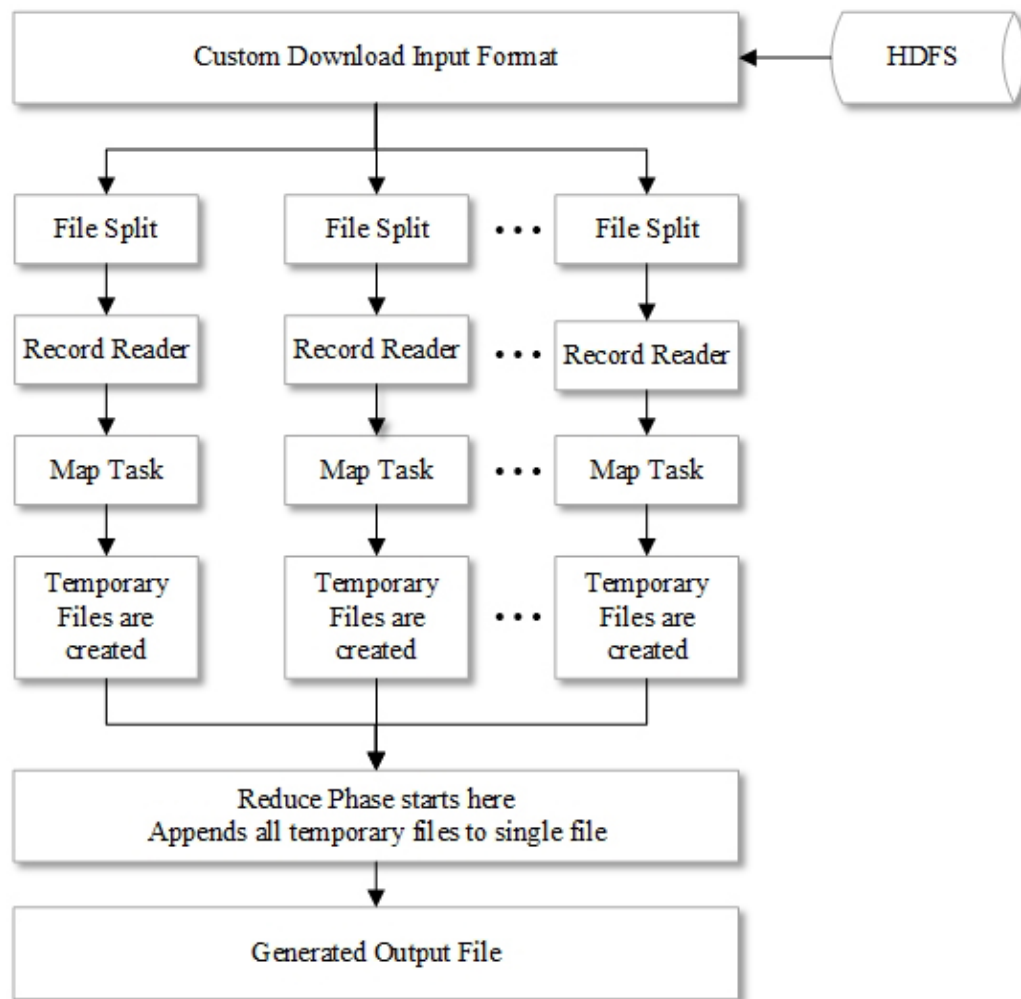 Custom Download Input Format
HDFS
File Split
File Split
• • •
File Split
Record Reader
Record Reader
• • •
Record Reader
Map Task
Map Task
• • •
Map Task
Temporary
Files are
created
Temporary
Files are
created
• • •
Temporary
Files are
created
Reduce Phase starts here
Appends all temporary files to single file
Generated Output File